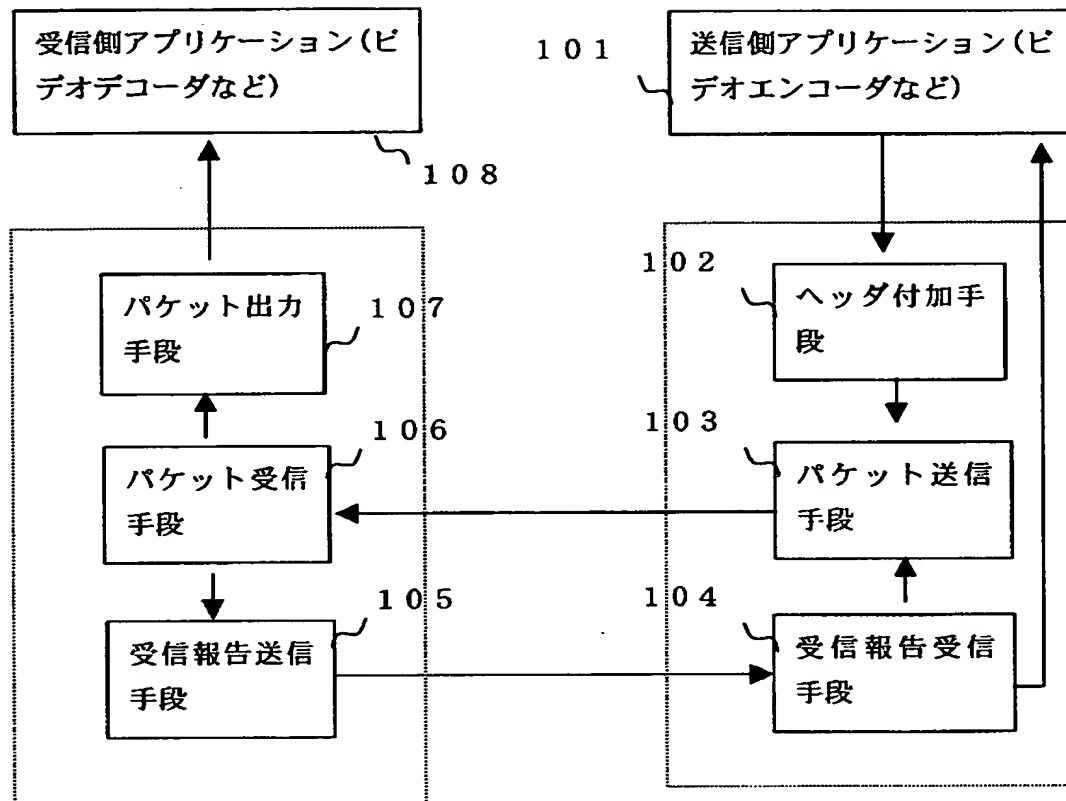 受信側アプリケーション(ビ
デオデコーダなど)
108
101
送信側アプリケーション(ビ
デオエンコーダなど)
パケット出力
手段
107
102
ヘッダ付加手
段
パケット受信
手段
106
103
パケット送信
手段
受信報告送信
手段
105
104
受信報告受信
手段